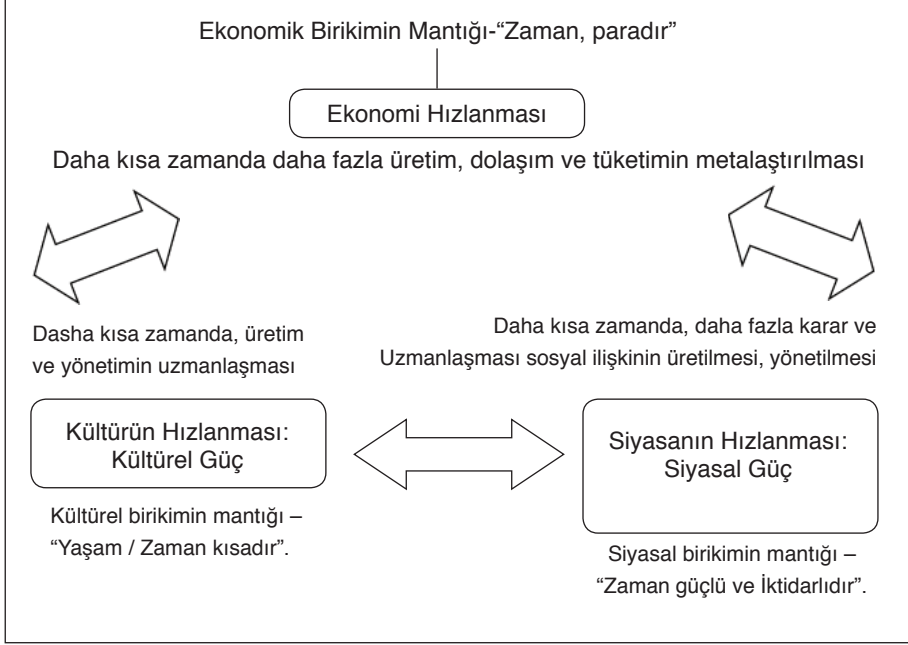 Ekonomik Birikimin Mantığı-“Zaman, paradır”
Ekonomi Hızlanması
Daha kısa zamanda daha fazla üretim, dolaşım ve tüketimin metalaştırılması
Dasha kısa zamanda, üretim
ve yönetimin uzmanlaşması
Daha kısa zamanda, daha fazla karar ve
Uzmanlaşması sosyal ilişkinin üretilmesi, yönetilmesi
Kültürün Hızlanması:
Kültürel Güç
Siyasanın Hızlanması:
Siyasal Güç
Kültürel birikimin mantığı –
“Yaşam / Zaman kısadır”.
Siyasal birikimin mantığı –
“Zaman güçlü ve İktidarlıdır”.